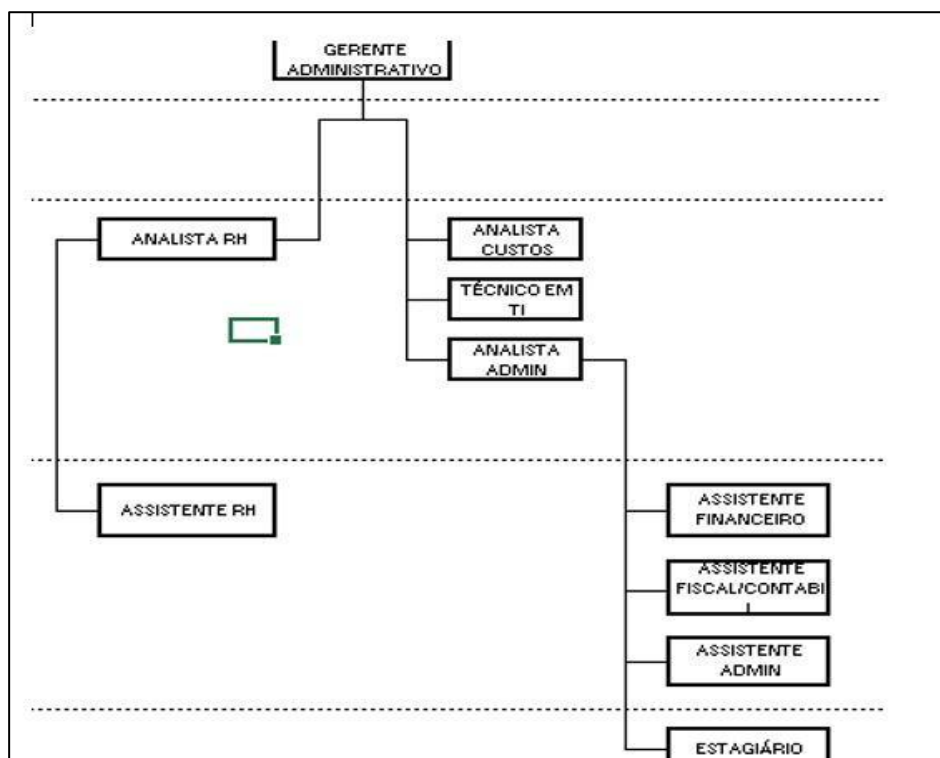 GERENTE
ADMINISTRATIVO
ANALISTA RH
ANALISTA
CUSTOS
TÉCNICO EM
TI
ANALISTA
ADMIN
ASSISTENTE RH
ASSISTENTE
FINANCEIRO
ASSISTENTE
FISCAL/CONTABI
L
ASSISTENTE
ADMIN
ESTAGIÁRIO